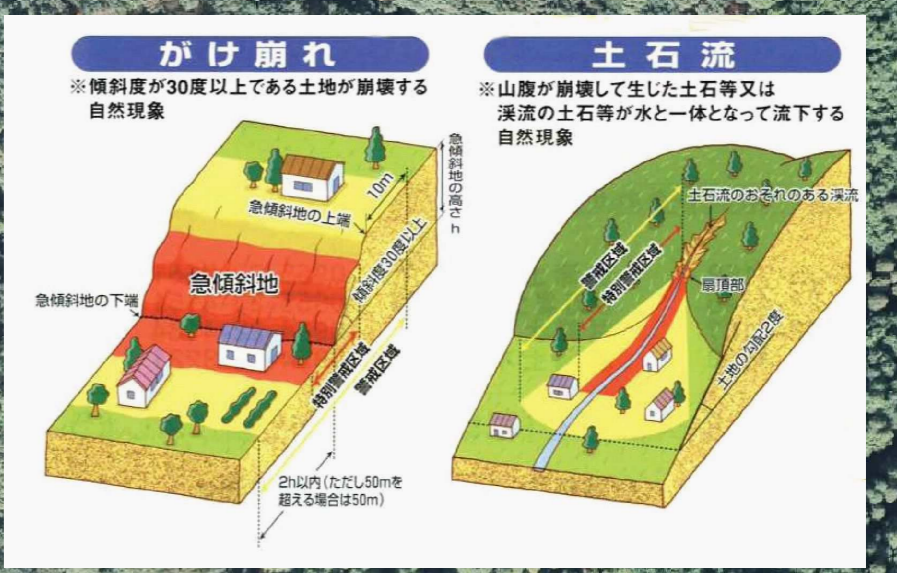 がけ崩れ
※傾斜度が30度以上である土地が崩壊する
自然現象
急傾斜地の高さh
10m
急傾斜地の上端
傾斜度30度以上
急傾斜地
急傾斜地の下端
特別警戒区域
警戒区域
2h以内(ただし50mを
超える場合は50m)
土石流
※山腹が崩壊して生じた土石等又は
渓流の土石等が水と一体となって流下する
自然現象
土石流のおそれのある渓流
警戒区域
特別警戒区域
扇頂部
土地の勾配2度